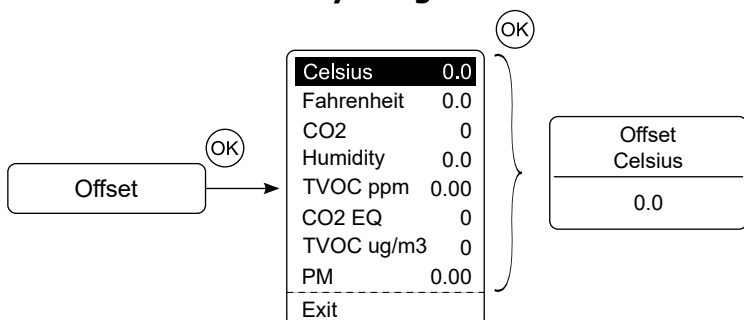 OK
Offset
OK
Celsius 0.0
Fahrenheit 0.0
CO2 0
Humidity 0.0
TVOC ppm 0.00
CO2 EQ 0
TVOC ug/m3 0
PM 0.00
Exit
Offset
Celsius
0.0